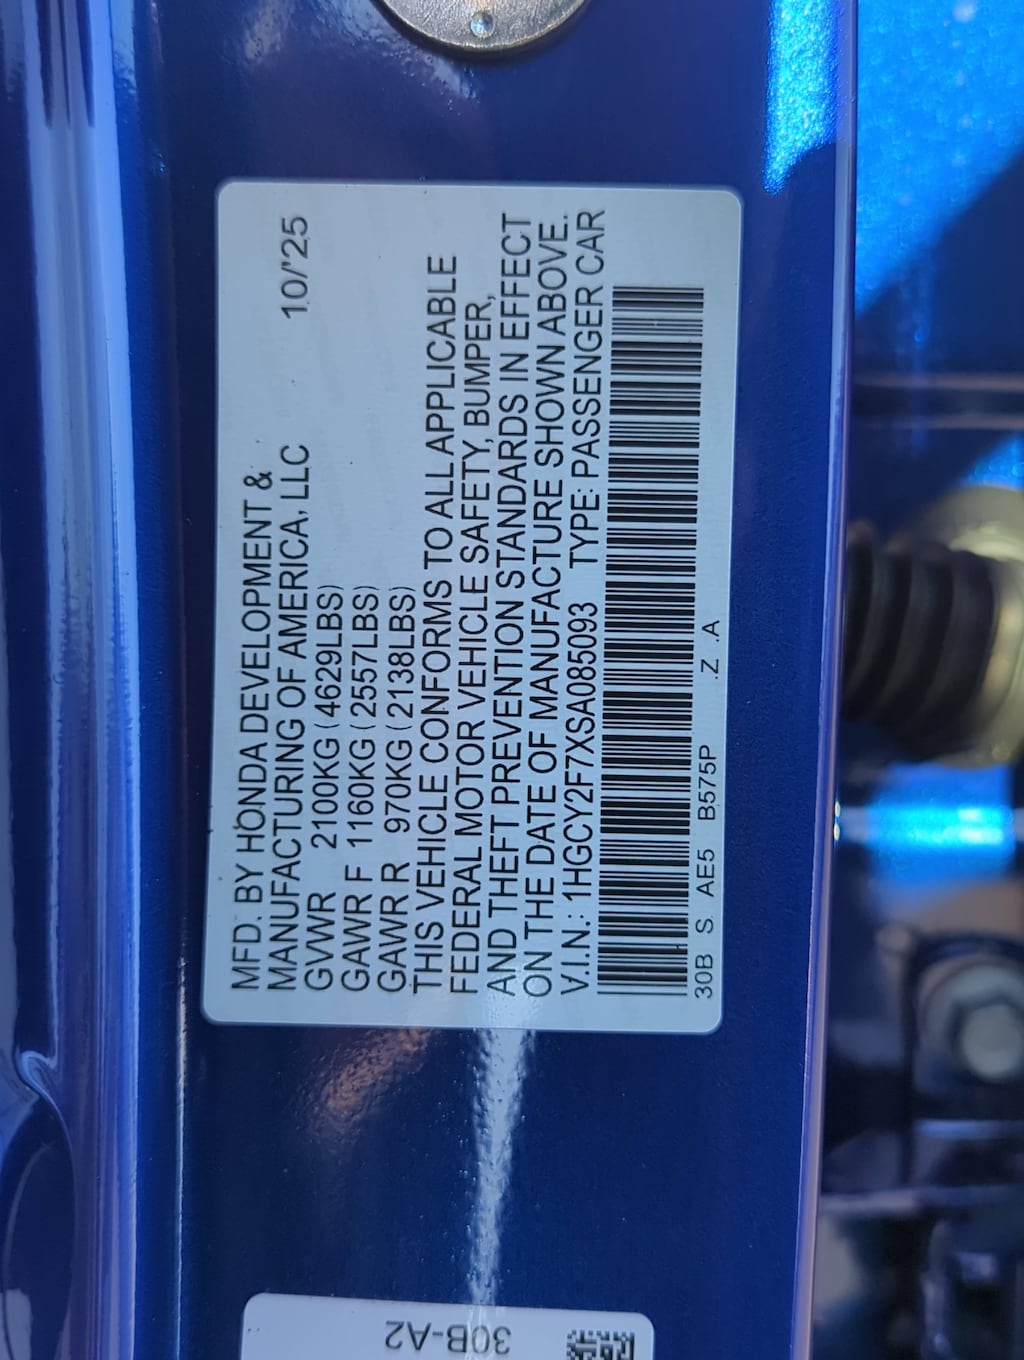 MFD. BY HONDA DEVELOPMENT &
MANUFACTURING OF AMERICA, LLC 10/'25
GVWR 2100KG (4629LBS)
GAWR F 1160KG (2557LBS)
GAWR R 970KG (2138LBS)
THIS VEHICLE CONFORMS TO ALL APPLICABLE
FEDERAL MOTOR VEHICLE SAFETY, BUMPER,
AND THEFT PREVENTION STANDARDS IN EFFECT
ON THE DATE OF MANUFACTURE SHOWN ABOVE.
V.I.N.: 1HGCY2F7XSA085093 TYPE: PASSENGER CAR
30B S. AE5 B575P .Z .A
30B-A2